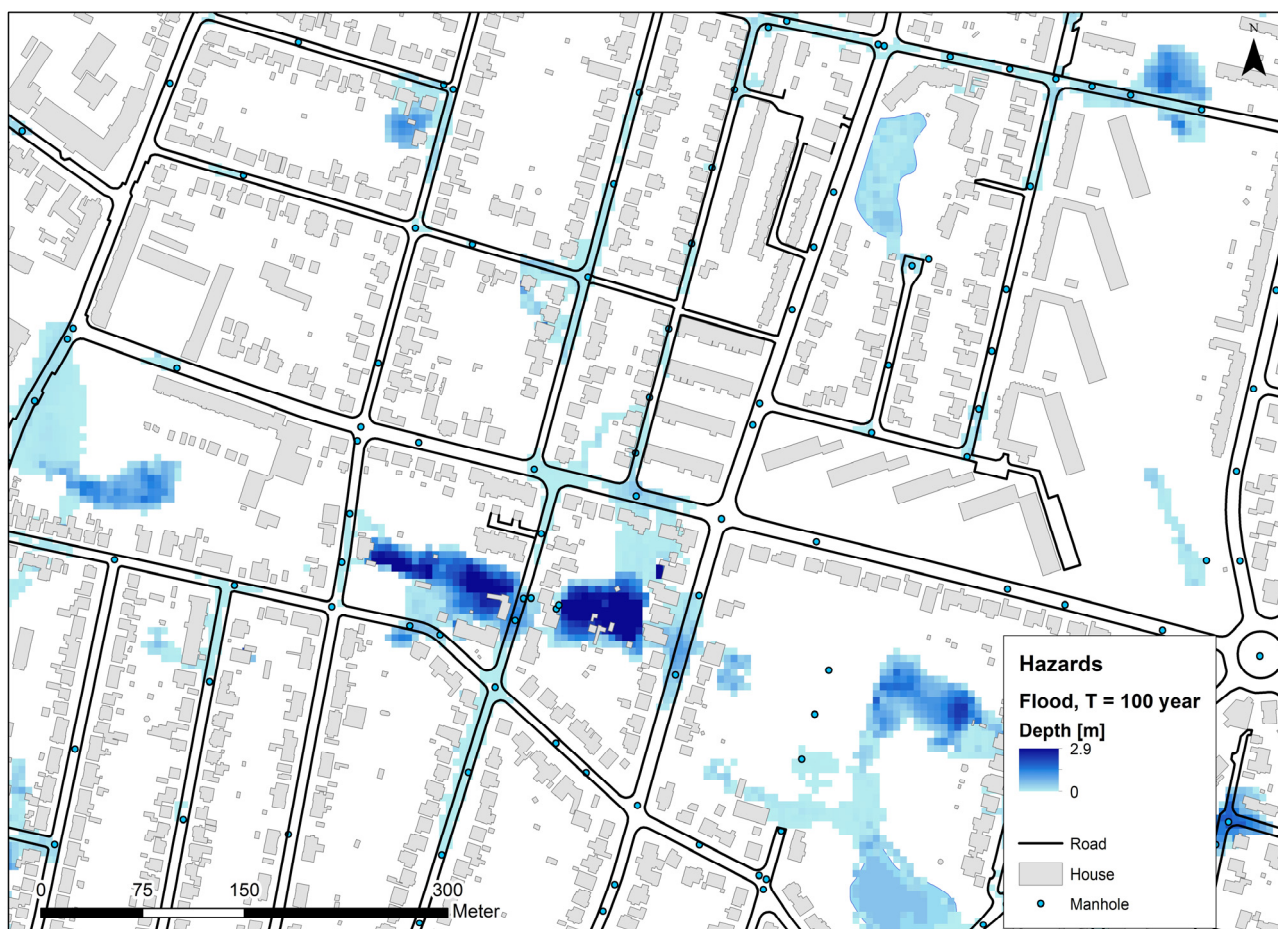 N
Hazards
Flood, T = 100 year
Depth [m]
2.9
0
Road
House
Manhole
0 75 150 300
Meter